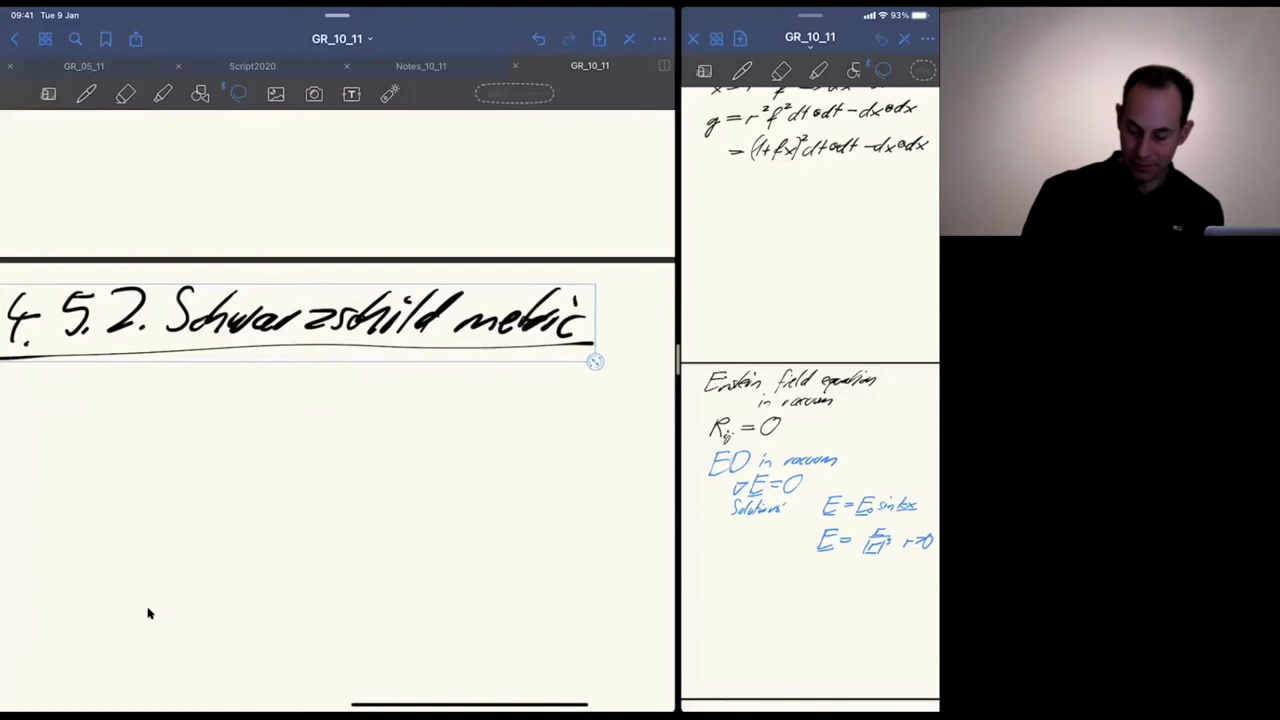 09:41 Tue 9 Jan
93%
GR_10_11
GR_05_11
Script2020
Notes_10_11
GR_10_11
4.5.2. Schwarzschild metric
GR_10_11
g = r²f²dt⊗dt - dx⊗dx
= (1+fx)²dt⊗dt - dx⊗dx
Einstein field equation
in vacuum
Rij = 0
ED in vacuum
∇E = 0
Solutions
E = E₀ sin kx
E = r/|r|³ r>0